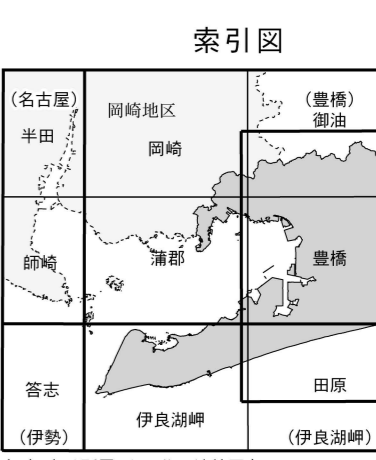 索引図
（名古屋）
半田
岡崎地区
岡崎
（豊橋）
御油
師崎
蒲郡
豊橋
答志
（伊勢）
伊良湖岬
田原
（伊良湖岬）